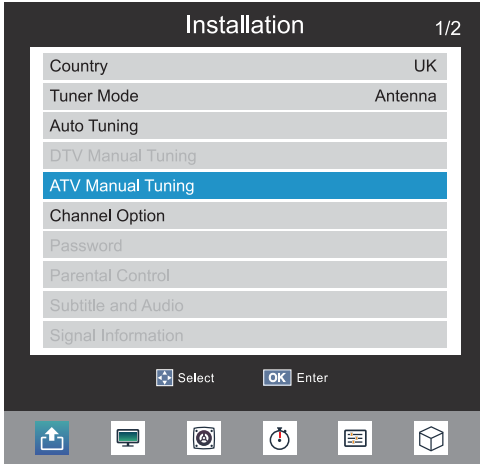 Installation 1/2
Country UK
Tuner Mode Antenna
Auto Tuning
DTV Manual Tuning
ATV Manual Tuning
Channel Option
Password
Parental Control
Subtitle and Audio
Signal Information
Select OK Enter